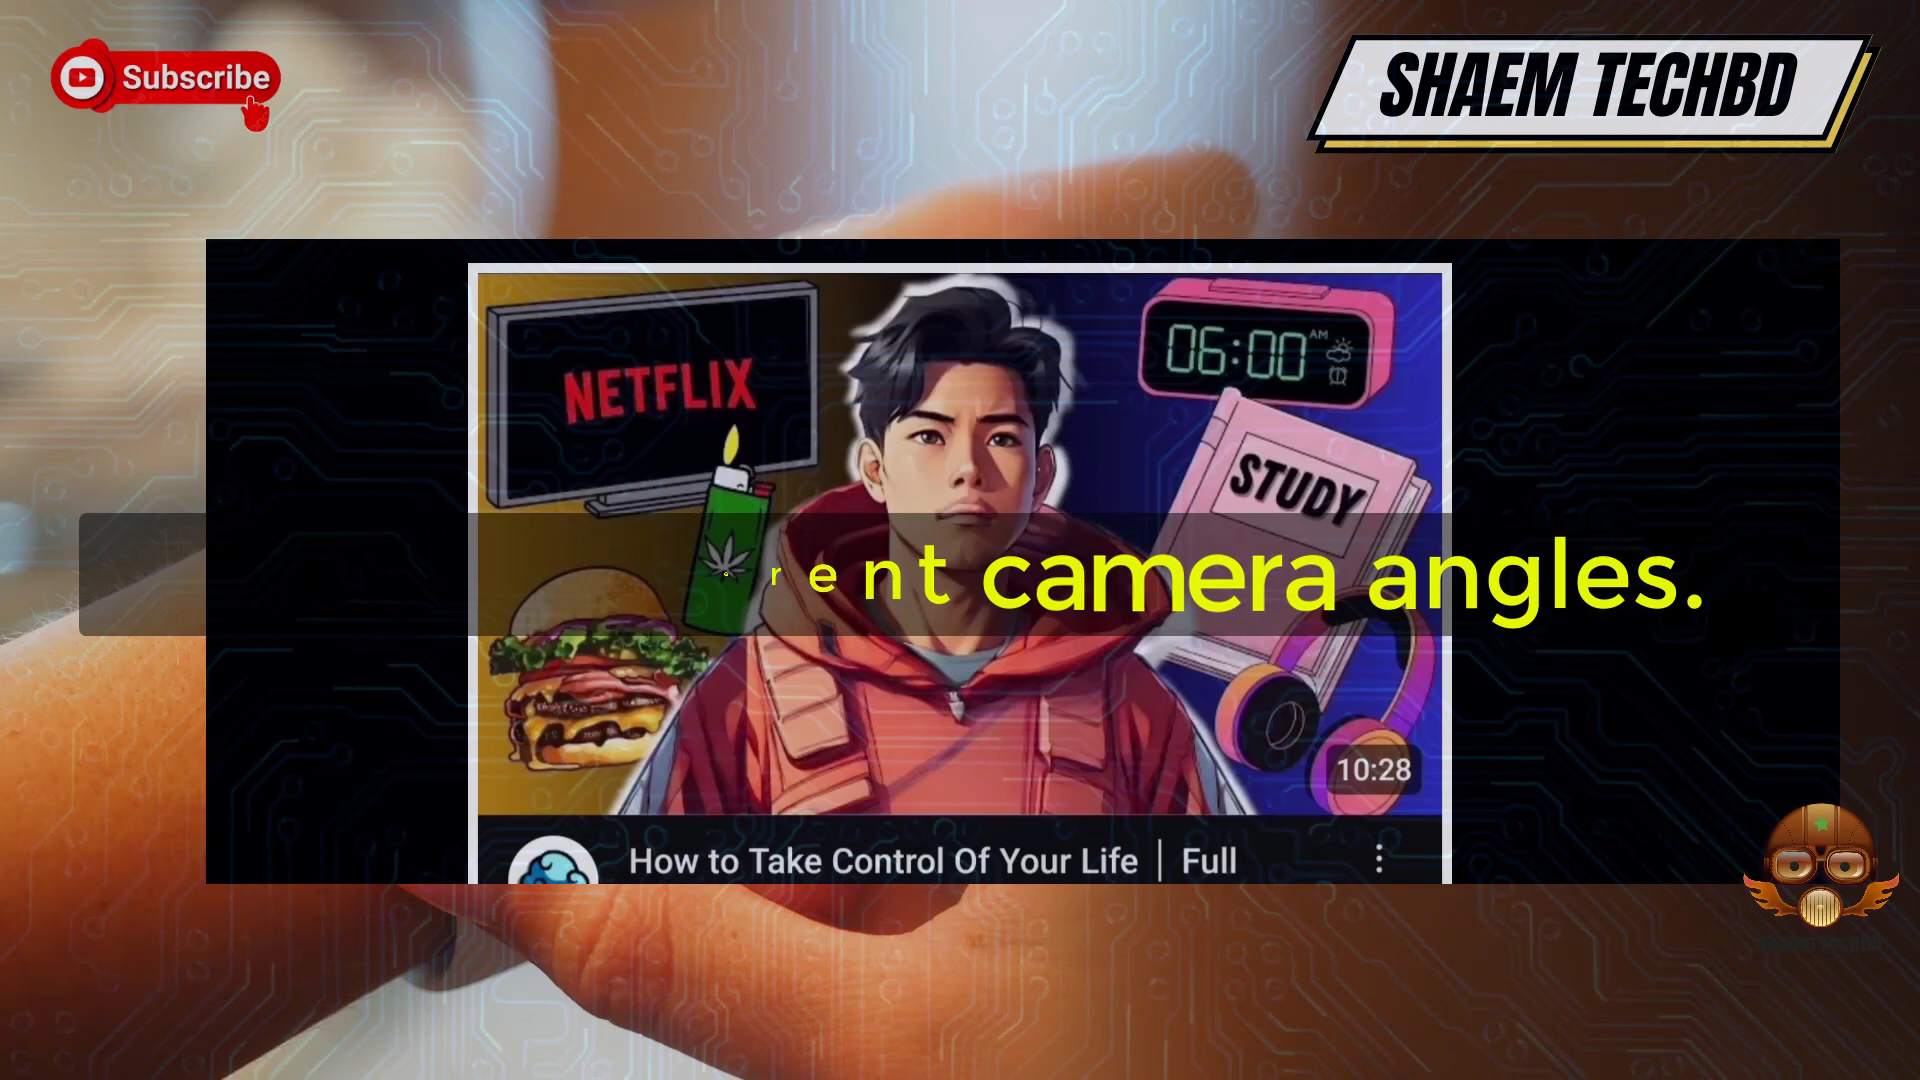 Subscribe
SHAEM TECHBD
NETFLIX
06:00 AM
STUDY
rent camera angles.
10:28
How to Take Control Of Your Life | Full